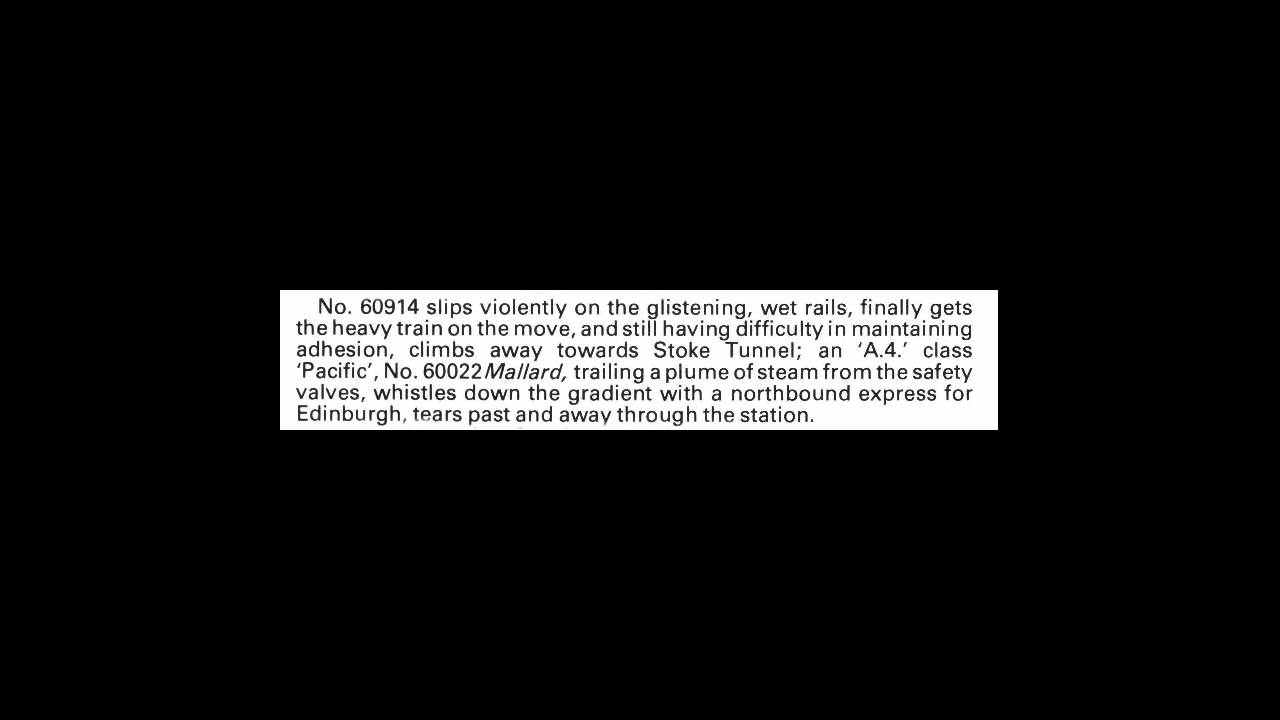 No. 60914 slips violently on the glistening, wet rails, finally gets
the heavy train on the move, and still having difficulty in maintaining
adhesion, climbs away towards Stoke Tunnel; an ‘A.4.’ class
‘Pacific’, No. 60022 Mallard, trailing a plume of steam from the safety
valves, whistles down the gradient with a northbound express for
Edinburgh, tears past and away through the station.